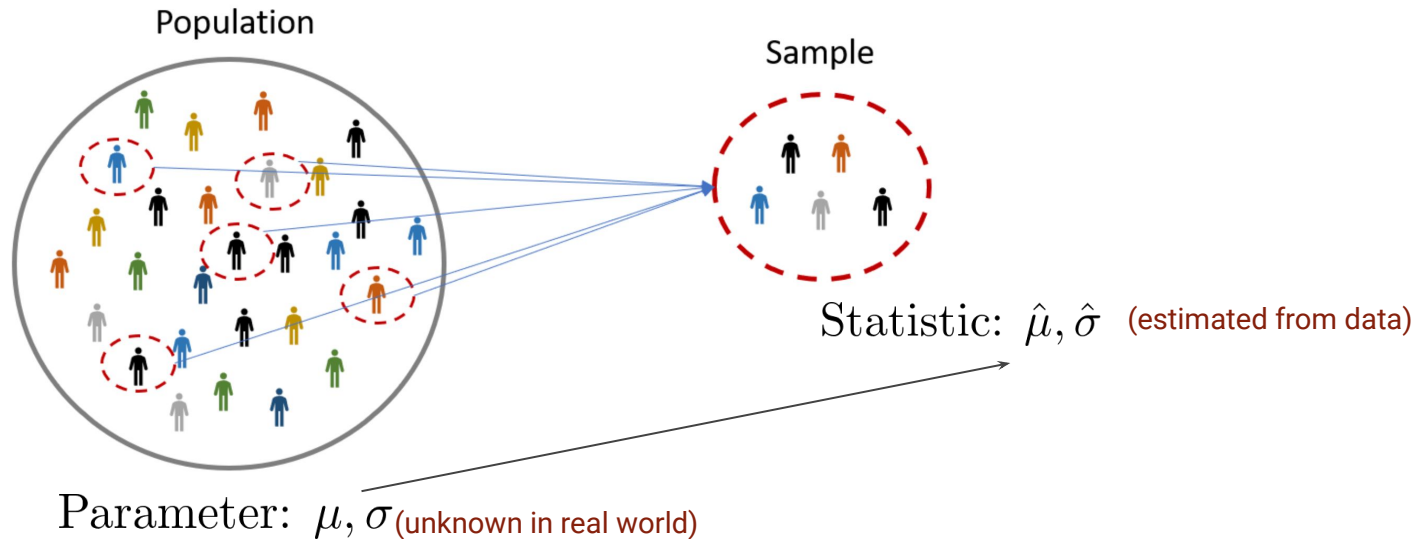 Population
Sample
Statistic: μ̂, σ̂ (estimated from data)
Parameter: μ, σ (unknown in real world)